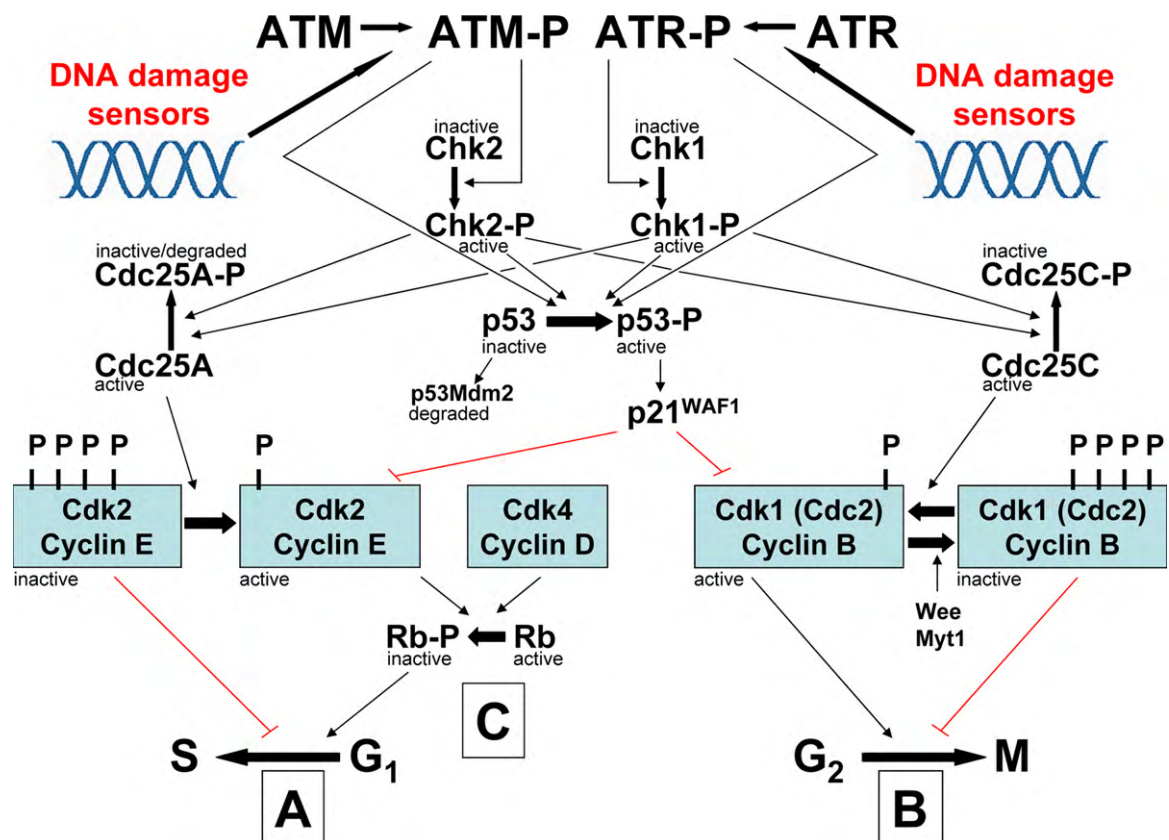 ATM ATM-P ATR-P ATR
DNA damage
sensors
DNA damage
sensors
inactive
Chk2
inactive
Chk1
Chk2-P
active
Chk1-P
active
inactive/degraded
Cdc25A-P
inactive
Cdc25C-P
p53
inactive
p53-P
active
Cdc25A
active
Cdc25C
active
p53Mdm2
degraded
p21WAF1
P P P P
P
P
P P P P
Cdk2
Cyclin E
inactive
Cdk2
Cyclin E
active
Cdk4
Cyclin D
Cdk1 (Cdc2)
Cyclin B
active
Cdk1 (Cdc2)
Cyclin B
inactive
Wee
Myt1
Rb-P
inactive
Rb
active
C
S G1
A
G2 M
B